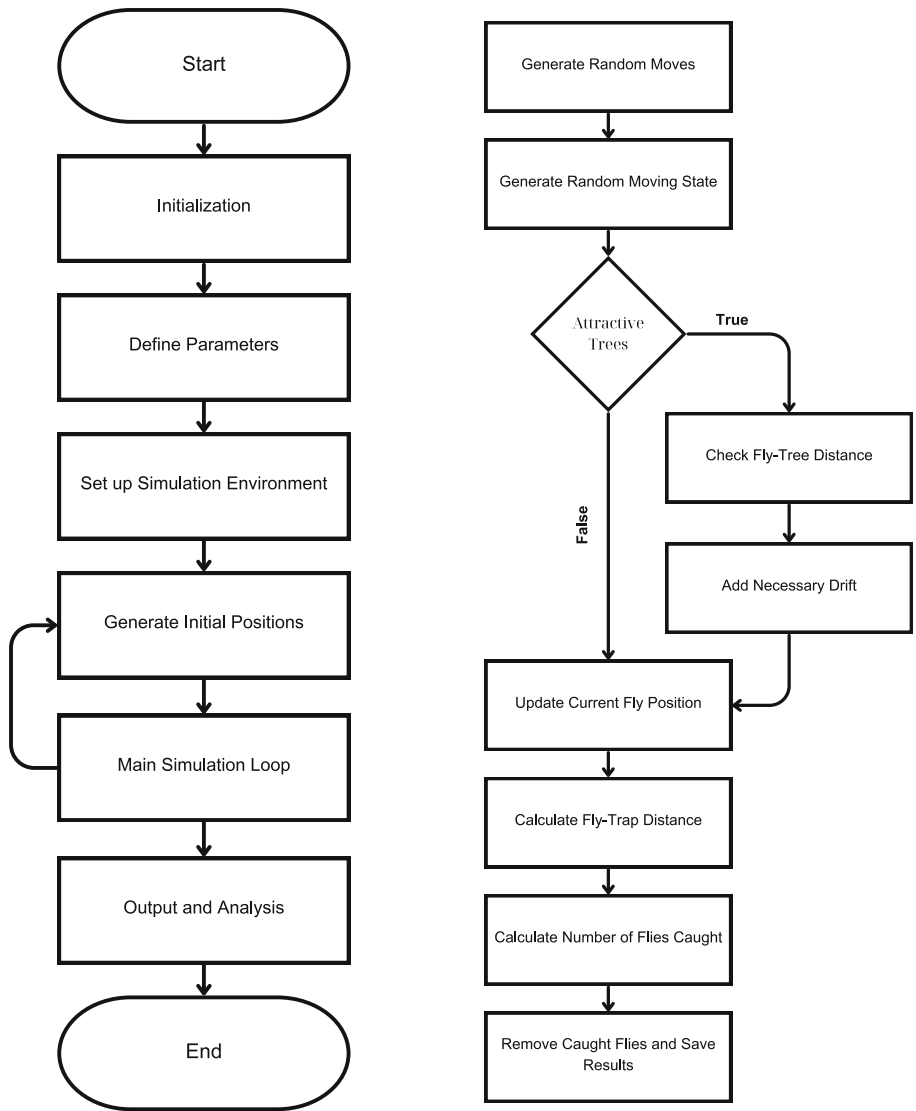 Start
Initialization
Define Parameters
Set up Simulation Environment
Generate Initial Positions
Main Simulation Loop
Output and Analysis
End
Generate Random Moves
Generate Random Moving State
Attractive
Trees
True
False
Check Fly-Tree Distance
Add Necessary Drift
Update Current Fly Position
Calculate Fly-Trap Distance
Calculate Number of Flies Caught
Remove Caught Flies and Save
Results